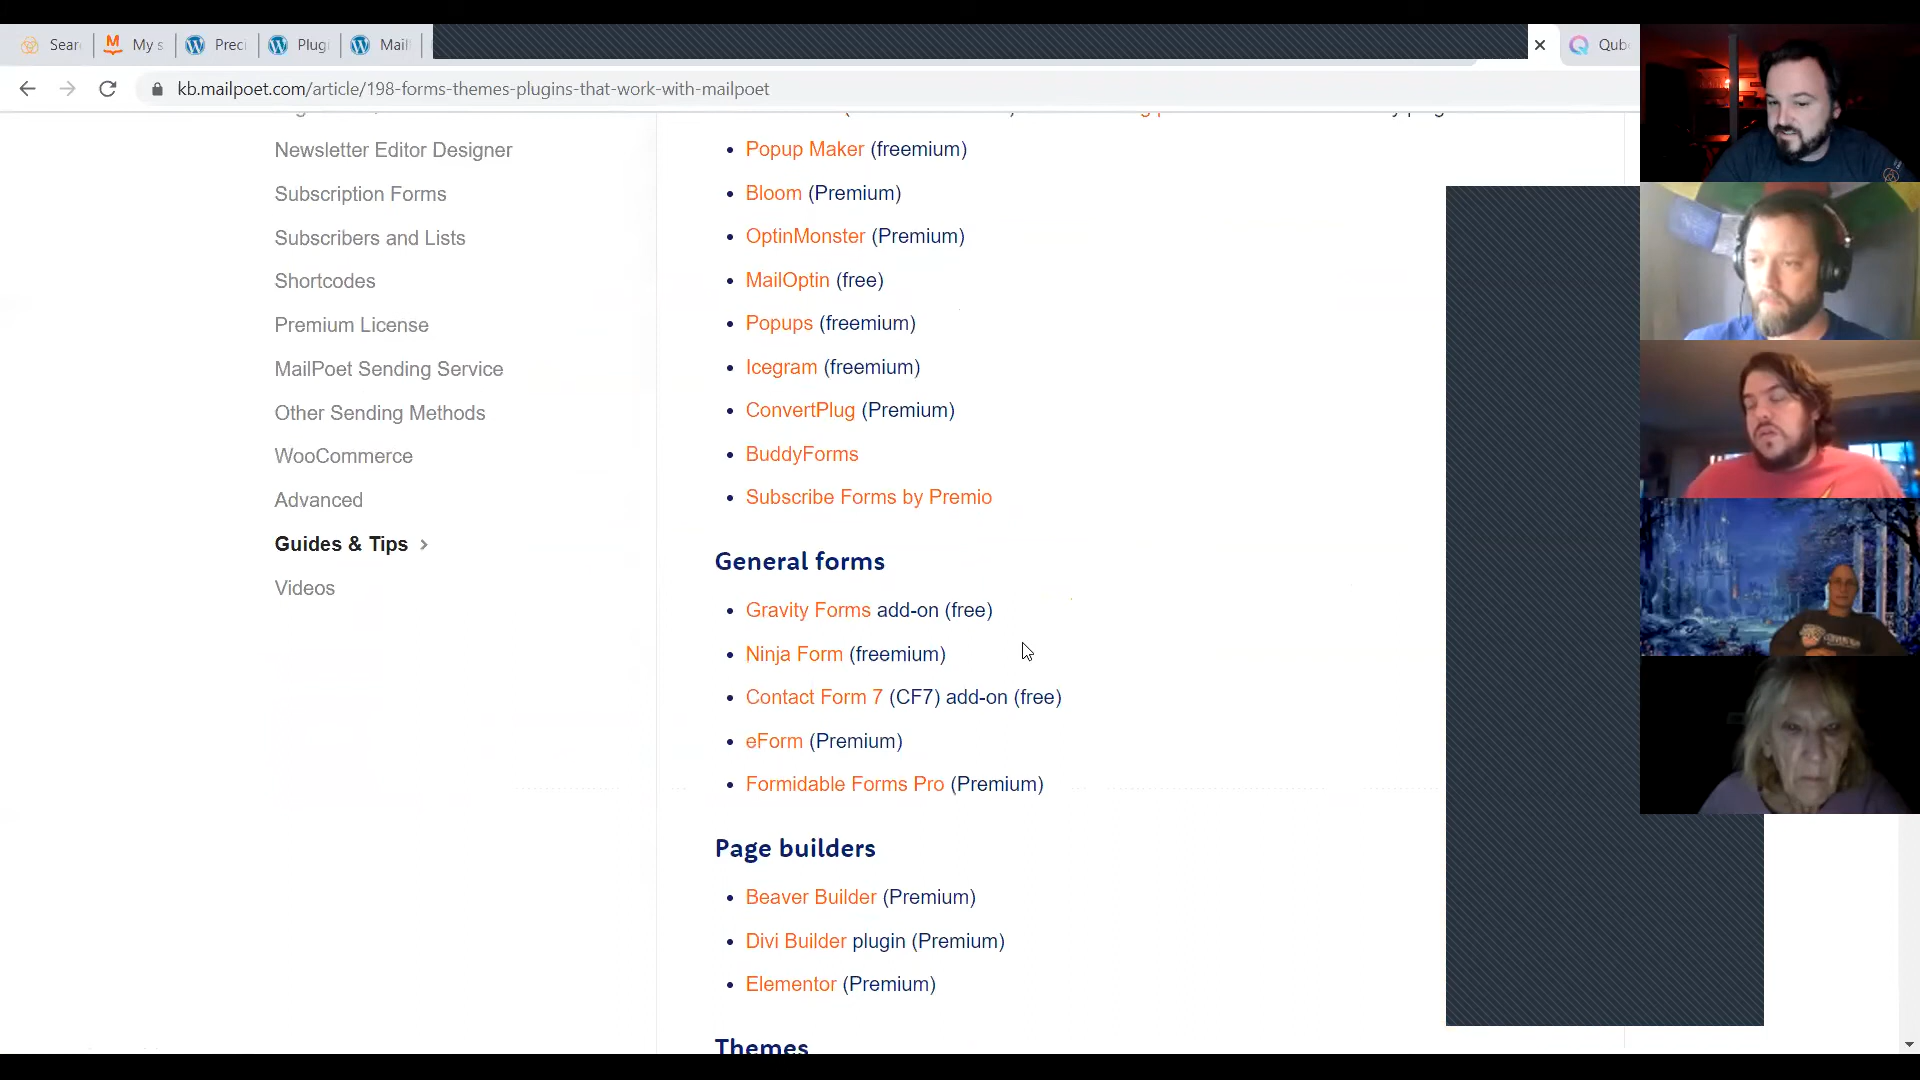 Sear
My s
Preci
Plugi
Mail
Qub
kb.mailpoet.com/article/198-forms-themes-plugins-that-work-with-mailpoet
Newsletter Editor Designer
Subscription Forms
Subscribers and Lists
Shortcodes
Premium License
MailPoet Sending Service
Other Sending Methods
WooCommerce
Advanced
Guides & Tips
Videos
Popup Maker (freemium)
Bloom (Premium)
OptinMonster (Premium)
MailOptin (free)
Popups (freemium)
Icegram (freemium)
ConvertPlug (Premium)
BuddyForms
Subscribe Forms by Premio
General forms
Gravity Forms add-on (free)
Ninja Form (freemium)
Contact Form 7 (CF7) add-on (free)
eForm (Premium)
Formidable Forms Pro (Premium)
Page builders
Beaver Builder (Premium)
Divi Builder plugin (Premium)
Elementor (Premium)
Themes